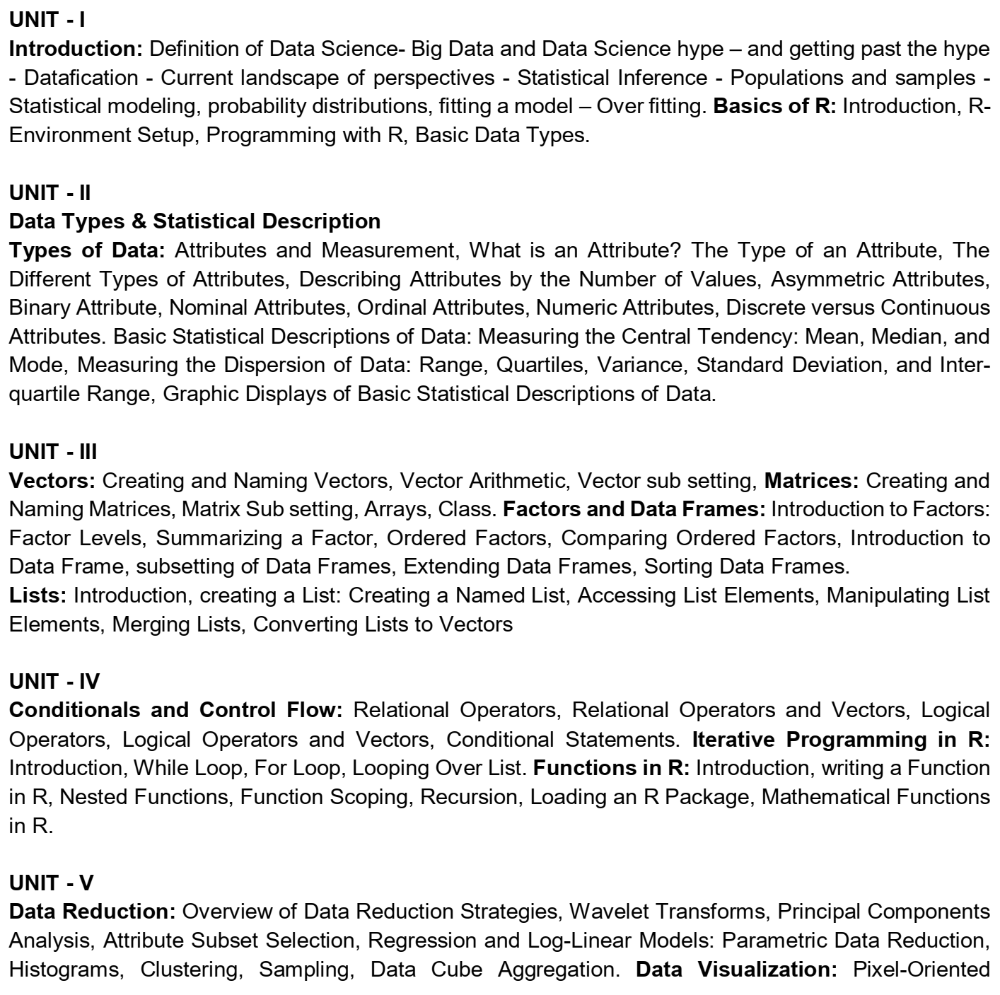 UNIT - I
Introduction: Definition of Data Science- Big Data and Data Science hype – and getting past the hype
- Datafication - Current landscape of perspectives - Statistical Inference - Populations and samples -
Statistical modeling, probability distributions, fitting a model – Over fitting. Basics of R: Introduction, R-
Environment Setup, Programming with R, Basic Data Types.
UNIT - II
Data Types & Statistical Description
Types of Data: Attributes and Measurement, What is an Attribute? The Type of an Attribute, The
Different Types of Attributes, Describing Attributes by the Number of Values, Asymmetric Attributes,
Binary Attribute, Nominal Attributes, Ordinal Attributes, Numeric Attributes, Discrete versus Continuous
Attributes. Basic Statistical Descriptions of Data: Measuring the Central Tendency: Mean, Median, and
Mode, Measuring the Dispersion of Data: Range, Quartiles, Variance, Standard Deviation, and Inter-
quartile Range, Graphic Displays of Basic Statistical Descriptions of Data.
UNIT - III
Vectors: Creating and Naming Vectors, Vector Arithmetic, Vector sub setting, Matrices: Creating and
Naming Matrices, Matrix Sub setting, Arrays, Class. Factors and Data Frames: Introduction to Factors:
Factor Levels, Summarizing a Factor, Ordered Factors, Comparing Ordered Factors, Introduction to
Data Frame, subsetting of Data Frames, Extending Data Frames, Sorting Data Frames.
Lists: Introduction, creating a List: Creating a Named List, Accessing List Elements, Manipulating List
Elements, Merging Lists, Converting Lists to Vectors
UNIT - IV
Conditionals and Control Flow: Relational Operators, Relational Operators and Vectors, Logical
Operators, Logical Operators and Vectors, Conditional Statements. Iterative Programming in R:
Introduction, While Loop, For Loop, Looping Over List. Functions in R: Introduction, writing a Function
in R, Nested Functions, Function Scoping, Recursion, Loading an R Package, Mathematical Functions
in R.
UNIT - V
Data Reduction: Overview of Data Reduction Strategies, Wavelet Transforms, Principal Components
Analysis, Attribute Subset Selection, Regression and Log-Linear Models: Parametric Data Reduction,
Histograms, Clustering, Sampling, Data Cube Aggregation. Data Visualization: Pixel-Oriented